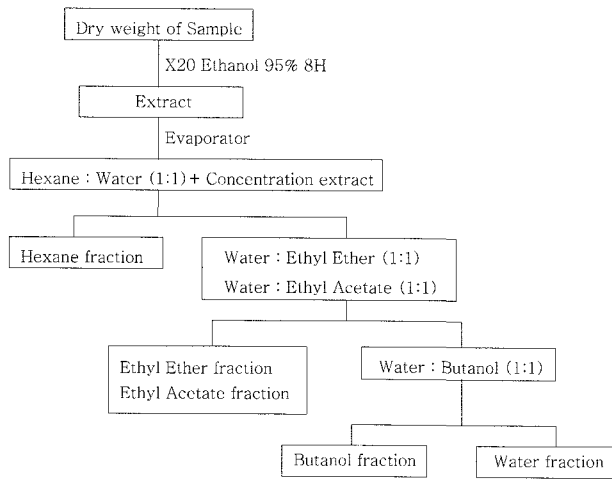 Dry weight of Sample
X20 Ethanol 95% 8H
Extract
Evaporator
Hexane : Water (1:1)+ Concentration extract
Hexane fraction
Water : Ethyl Ether (1:1)
Water : Ethyl Acetate (1:1)
Ethyl Ether fraction
Ethyl Acetate fraction
Water : Butanol (1:1)
Butanol fraction
Water fraction